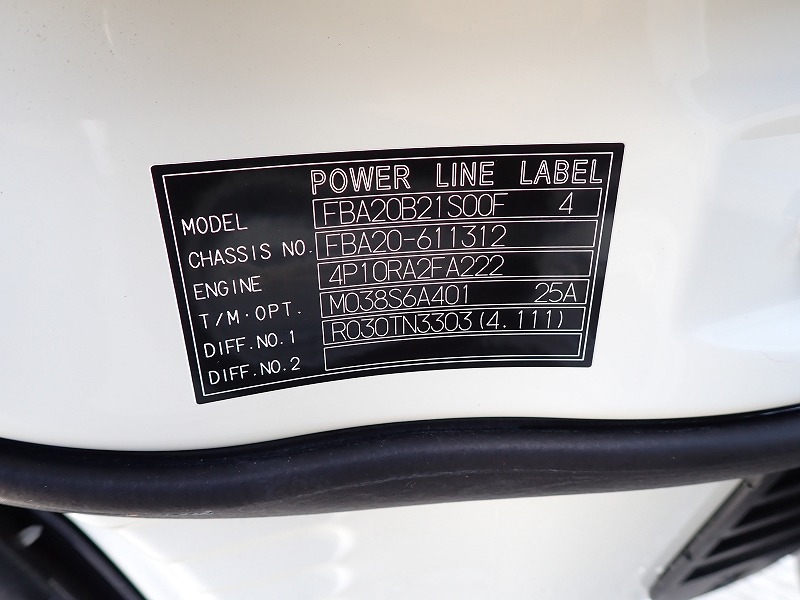 POWER LINE LABEL
MODEL FBA20B21S00F 4
CHASSIS NO. FBA20-611312
ENGINE 4P10RA2FA222
T/M·OPT. M038S6A401 25A
DIFF.NO.1 R030TN3303(4.111)
DIFF.NO.2